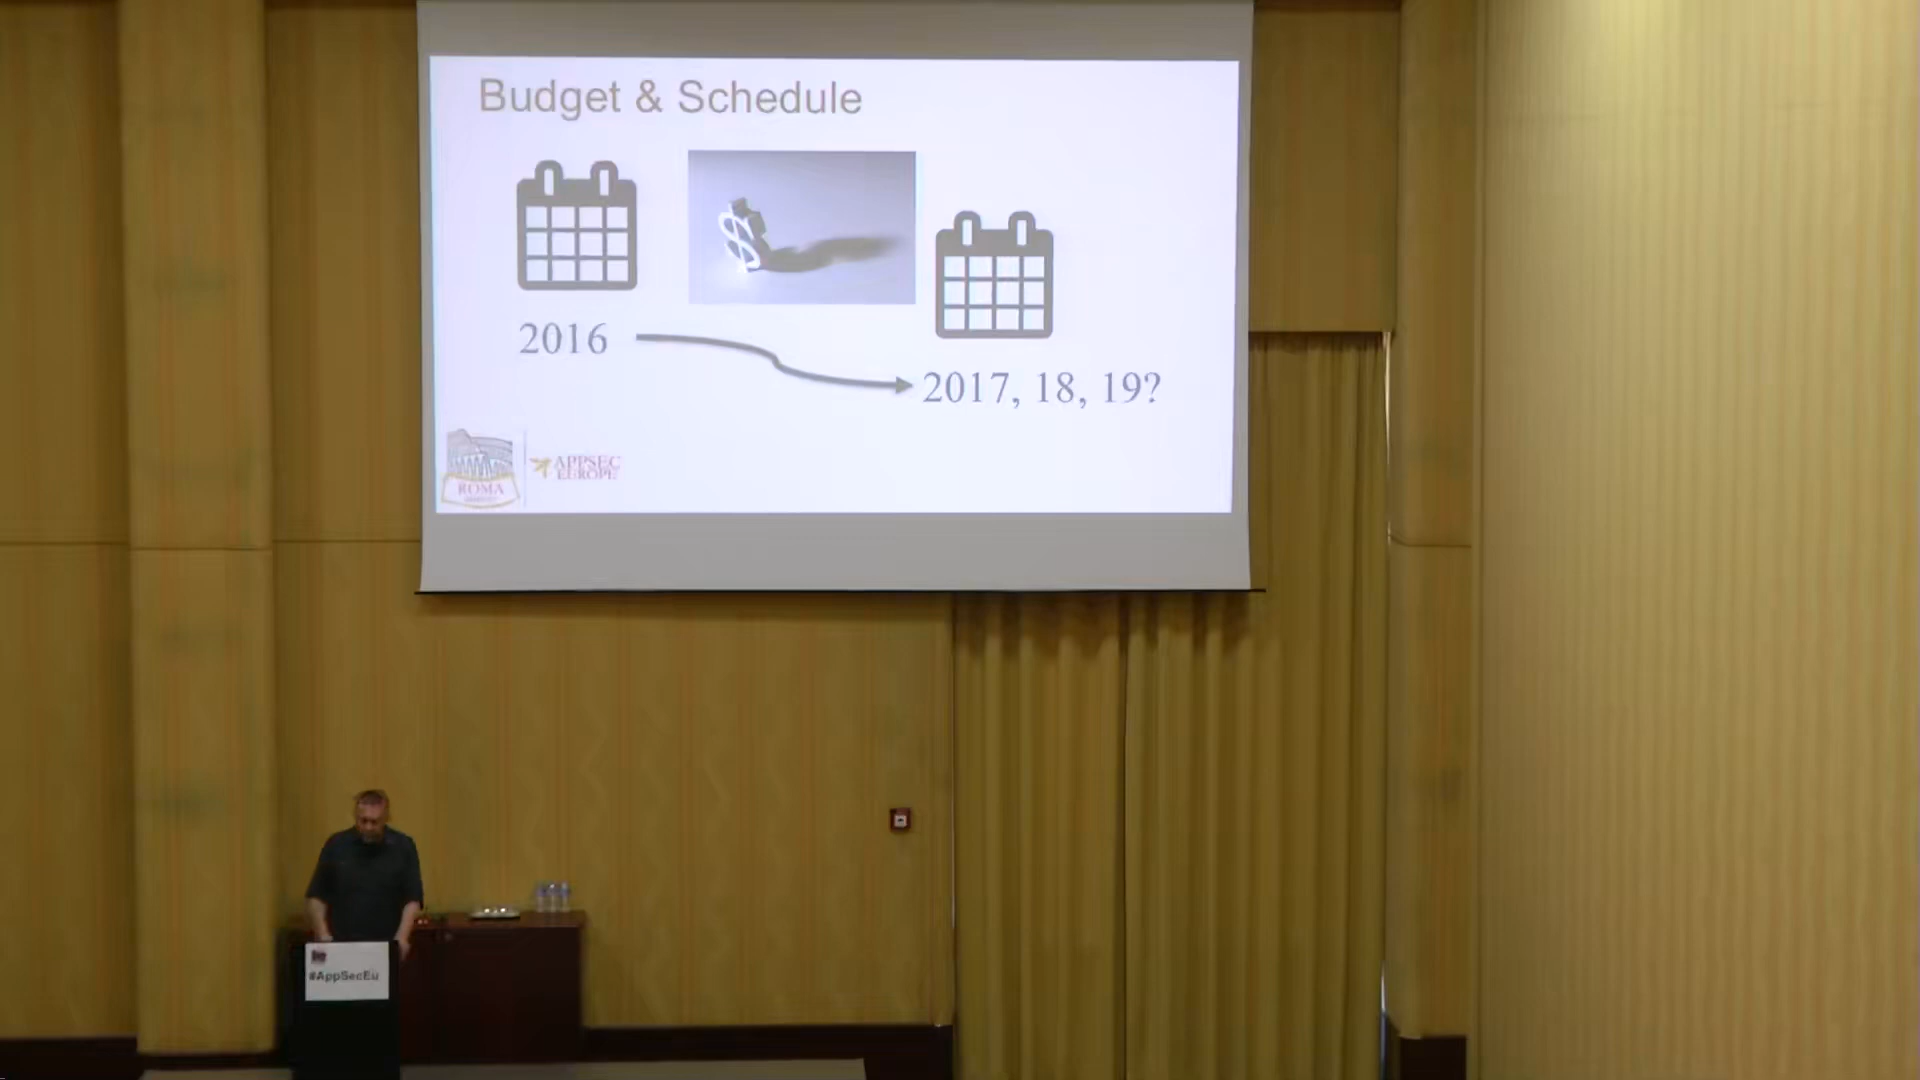 Budget & Schedule
$
2016
2017, 18, 19?
ROMA
APPSEC
EUROPE
#AppSecEu